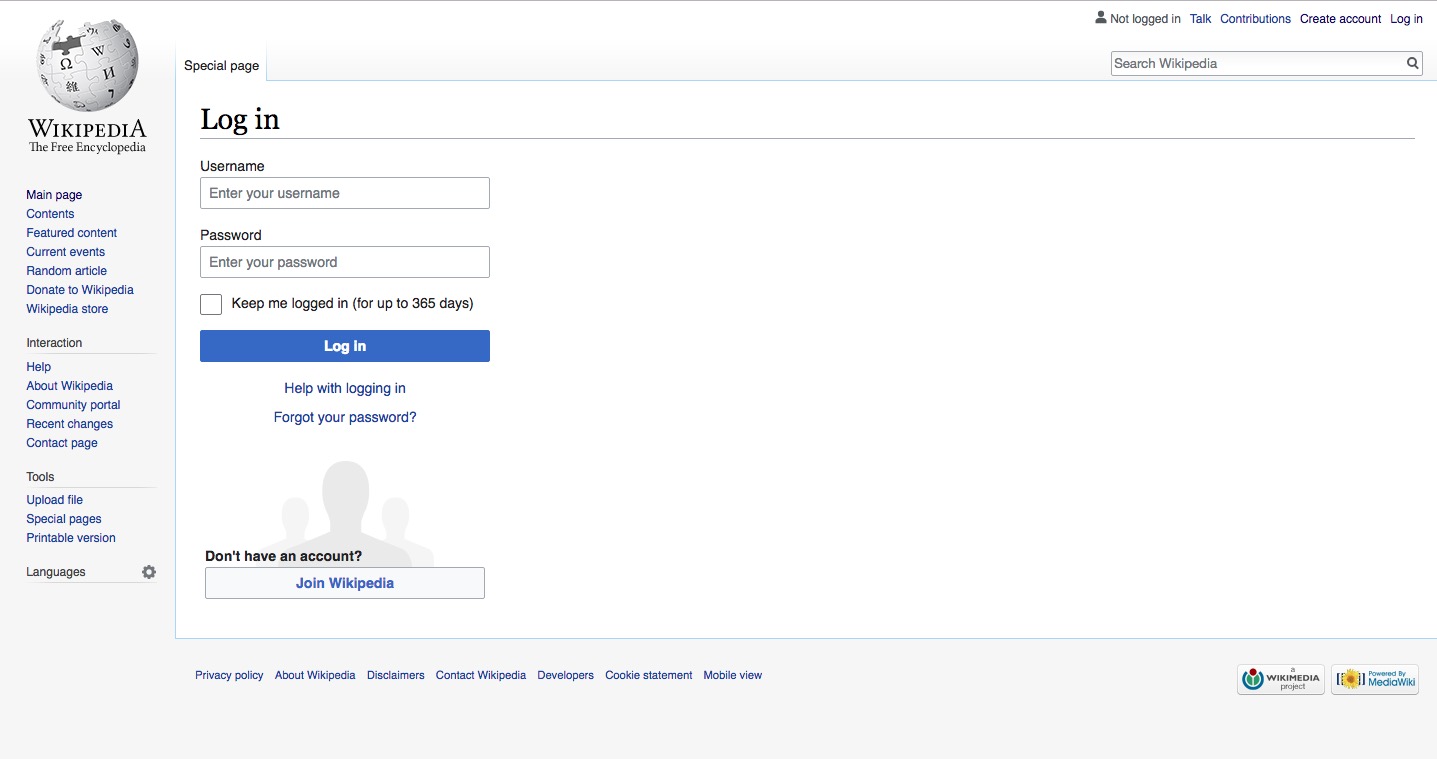 Not logged in Talk Contributions Create account Log in
Special page
Search Wikipedia
WIKIPEDIA
The Free Encyclopedia
Main page
Contents
Featured content
Current events
Random article
Donate to Wikipedia
Wikipedia store
Interaction
Help
About Wikipedia
Community portal
Recent changes
Contact page
Tools
Upload file
Special pages
Printable version
Languages
Log in
Username
Enter your username
Password
Enter your password
Keep me logged in (for up to 365 days)
Log in
Help with logging in
Forgot your password?
Don't have an account?
Join Wikipedia
Privacy policy About Wikipedia Disclaimers Contact Wikipedia Developers Cookie statement Mobile view
a
WIKIMEDIA
project
Powered By
MediaWiki